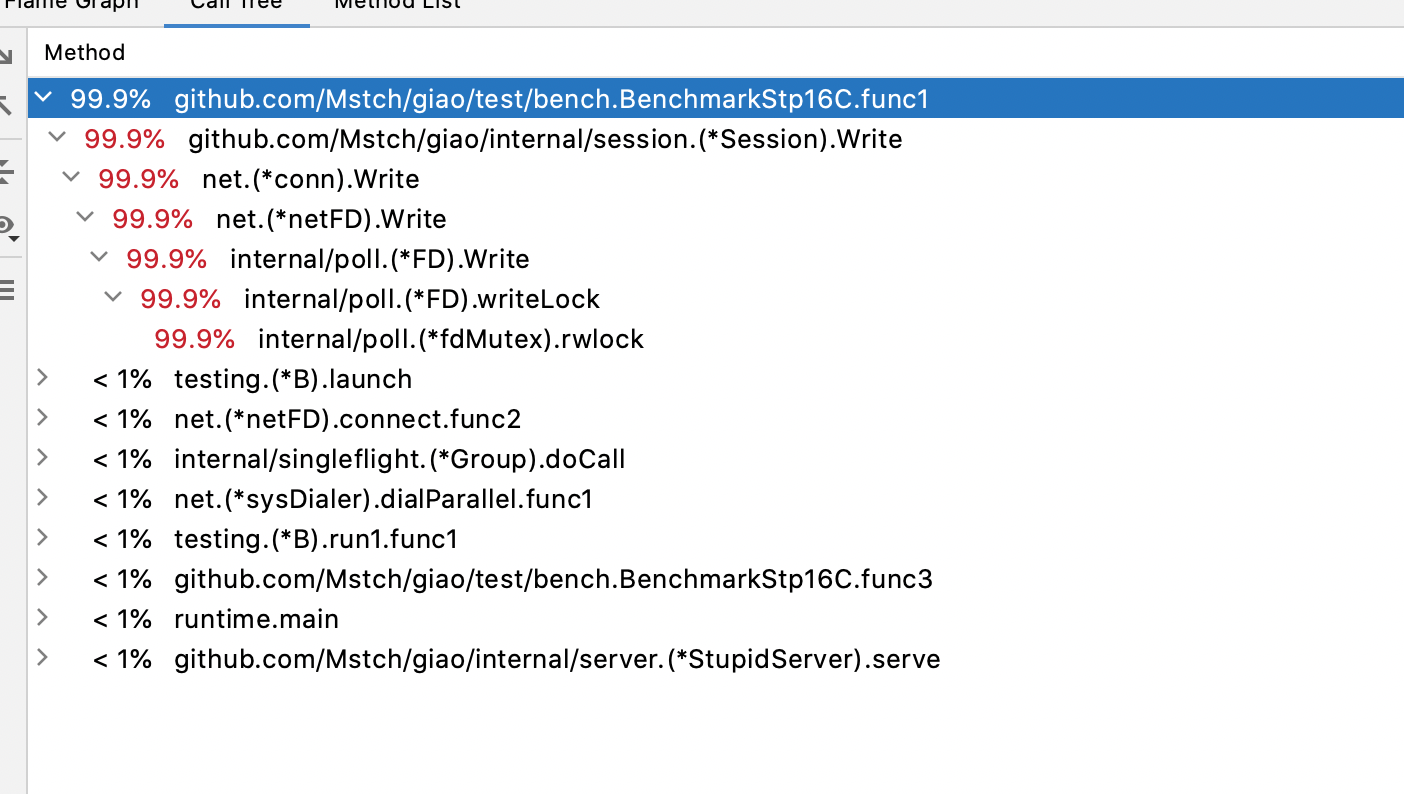 Flame Graph Call Tree Method List
Method
99.9% github.com/Mstch/giao/test/bench.BenchmarkStp16C.func1
99.9% github.com/Mstch/giao/internal/session.(*Session).Write
99.9% net.(*conn).Write
99.9% net.(*netFD).Write
99.9% internal/poll.(*FD).Write
99.9% internal/poll.(*FD).writeLock
99.9% internal/poll.(*fdMutex).rwlock
< 1% testing.(*B).launch
< 1% net.(*netFD).connect.func2
< 1% internal/singleflight.(*Group).doCall
< 1% net.(*sysDialer).dialParallel.func1
< 1% testing.(*B).run1.func1
< 1% github.com/Mstch/giao/test/bench.BenchmarkStp16C.func3
< 1% runtime.main
< 1% github.com/Mstch/giao/internal/server.(*StupidServer).serve